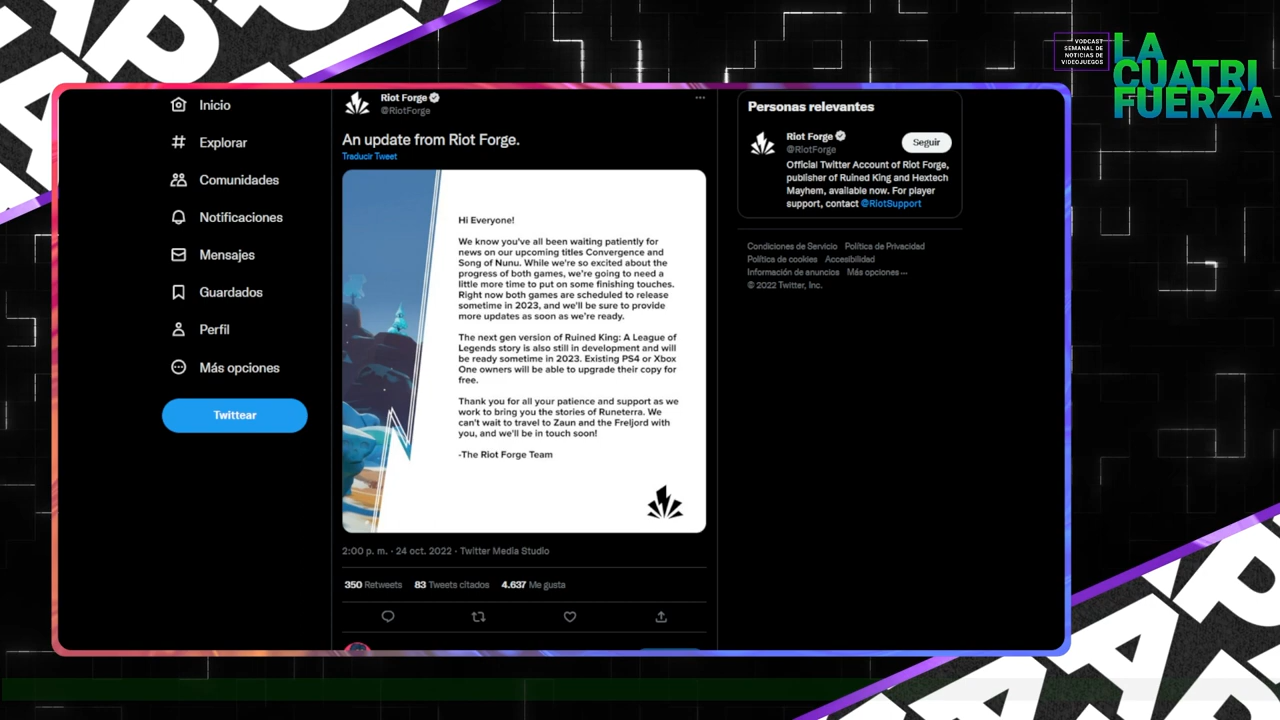 VODCAST
SEMANAL DE
NOTICIAS DE
VIDEOJUEGOS
LA
CUATRI
FUERZA
Inicio
Explorar
Comunidades
Notificaciones
Mensajes
Guardados
Perfil
Más opciones
Twittear
Riot Forge
@RiotForge
An update from Riot Forge.
Traducir Tweet
Hi Everyone!
We know you've all been waiting patiently for
news on our upcoming titles Convergence and
Song of Nunu. While we're so excited about the
progress of both games, we're going to need a
little more time to put on some finishing touches.
Right now both games are scheduled to release
sometime in 2023, and we'll be sure to provide
more updates as soon as we're ready.
The next gen version of Ruined King: A League of
Legends story is also still in development and will
be ready sometime in 2023. Existing PS4 or Xbox
One owners will be able to upgrade their copy for
free.
Thank you for all your patience and support as we
work to bring you the stories of Runeterra. We
can't wait to travel to Zaun and the Freljord with
you, and we'll be in touch soon!
-The Riot Forge Team
2:00 p. m. · 24 oct. 2022 · Twitter Media Studio
350 Retweets 83 Tweets citados 4.637 Me gusta
Personas relevantes
Riot Forge
@RiotForge
Seguir
Official Twitter Account of Riot Forge,
publisher of Ruined King and Hextech
Mayhem, available now. For player
support, contact @RiotSupport
Condiciones de Servicio Política de Privacidad
Política de cookies Accesibilidad
Información de anuncios Más opciones ···
© 2022 Twitter, Inc.